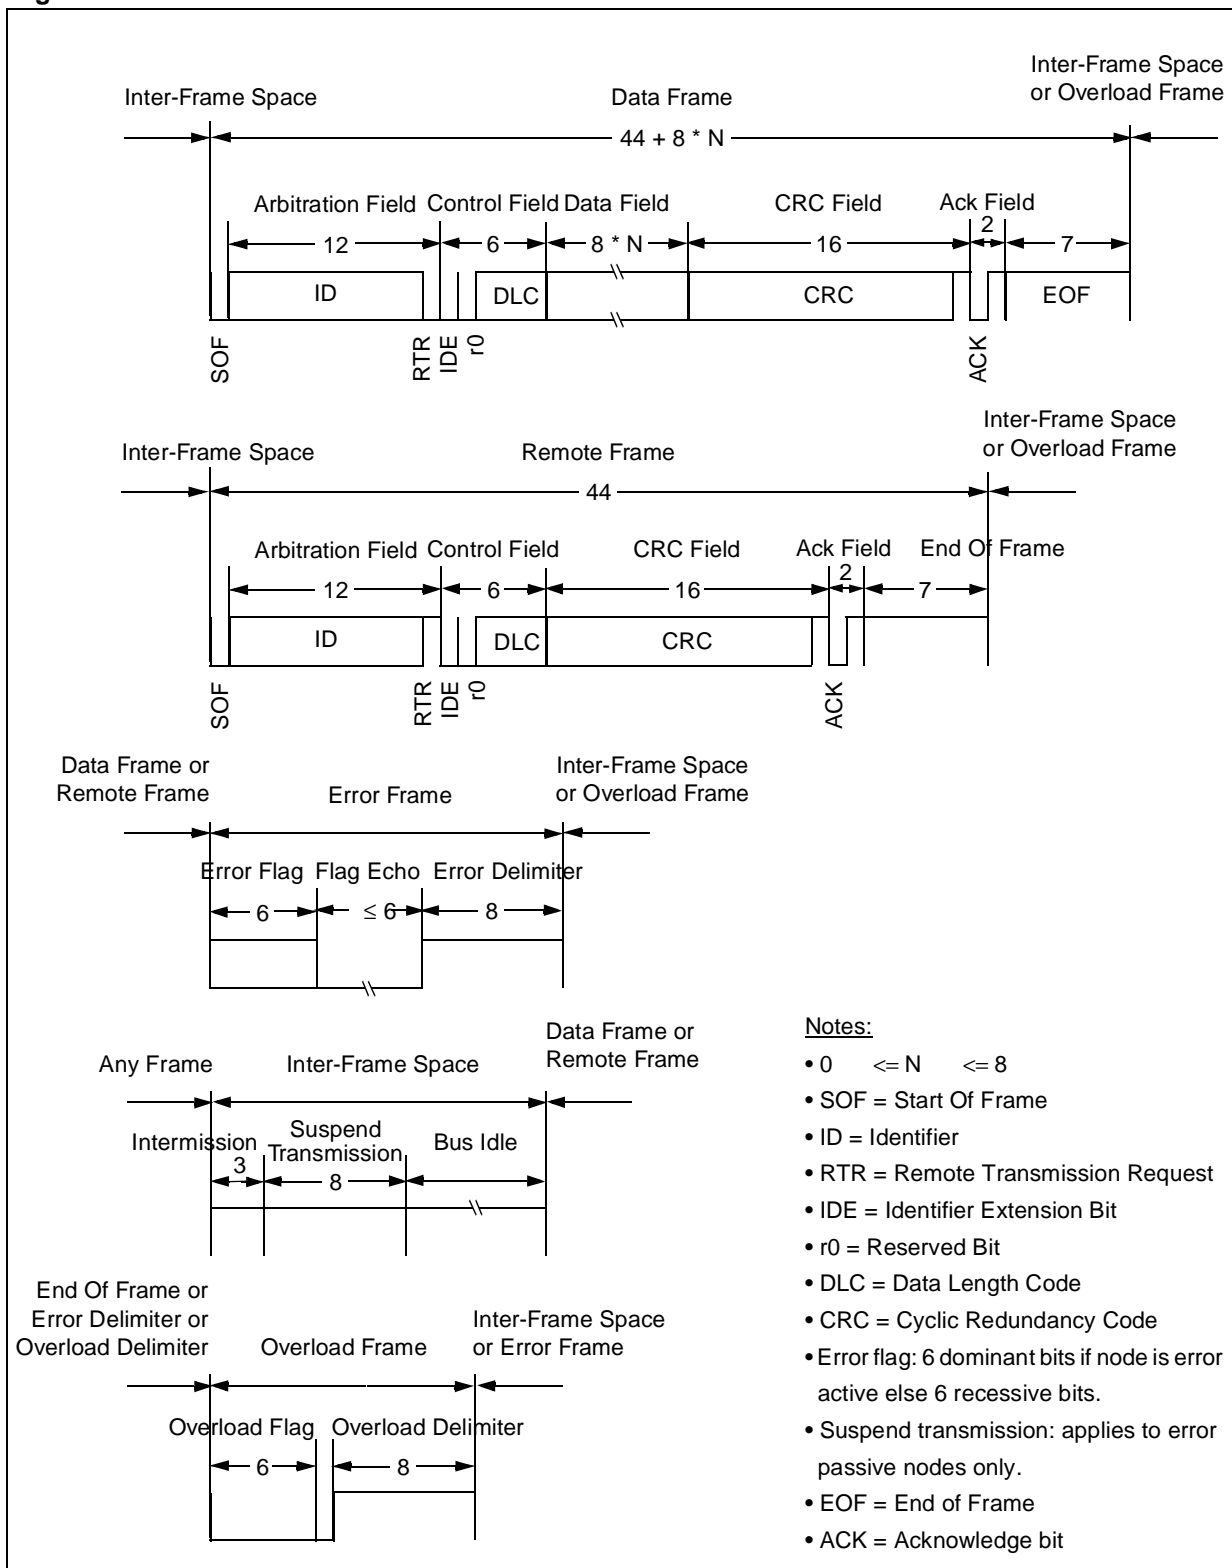 Inter-Frame Space
Data Frame
Inter-Frame Space
or Overload Frame
44 + 8 * N
Arbitration Field
Control Field
Data Field
CRC Field
Ack Field
12
6
8 * N
16
2
7
ID
DLC
CRC
EOF
SOF
RTR
IDE
r0
ACK
Inter-Frame Space
Remote Frame
Inter-Frame Space
or Overload Frame
44
Arbitration Field
Control Field
CRC Field
Ack Field
End Of Frame
12
6
16
2
7
ID
DLC
CRC
SOF
RTR
IDE
r0
ACK
Data Frame or
Remote Frame
Error Frame
Inter-Frame Space
or Overload Frame
Error Flag
Flag Echo
Error Delimiter
6
≤ 6
8
Any Frame
Inter-Frame Space
Data Frame or
Remote Frame
Intermission
Suspend
Transmission
Bus Idle
3
8
End Of Frame or
Error Delimiter or
Overload Delimiter
Overload Frame
Inter-Frame Space
or Error Frame
Overload Flag
Overload Delimiter
6
8
Notes:
• 0 <= N <= 8
• SOF = Start Of Frame
• ID = Identifier
• RTR = Remote Transmission Request
• IDE = Identifier Extension Bit
• r0 = Reserved Bit
• DLC = Data Length Code
• CRC = Cyclic Redundancy Code
• Error flag: 6 dominant bits if node is error
active else 6 recessive bits.
• Suspend transmission: applies to error
passive nodes only.
• EOF = End of Frame
• ACK = Acknowledge bit